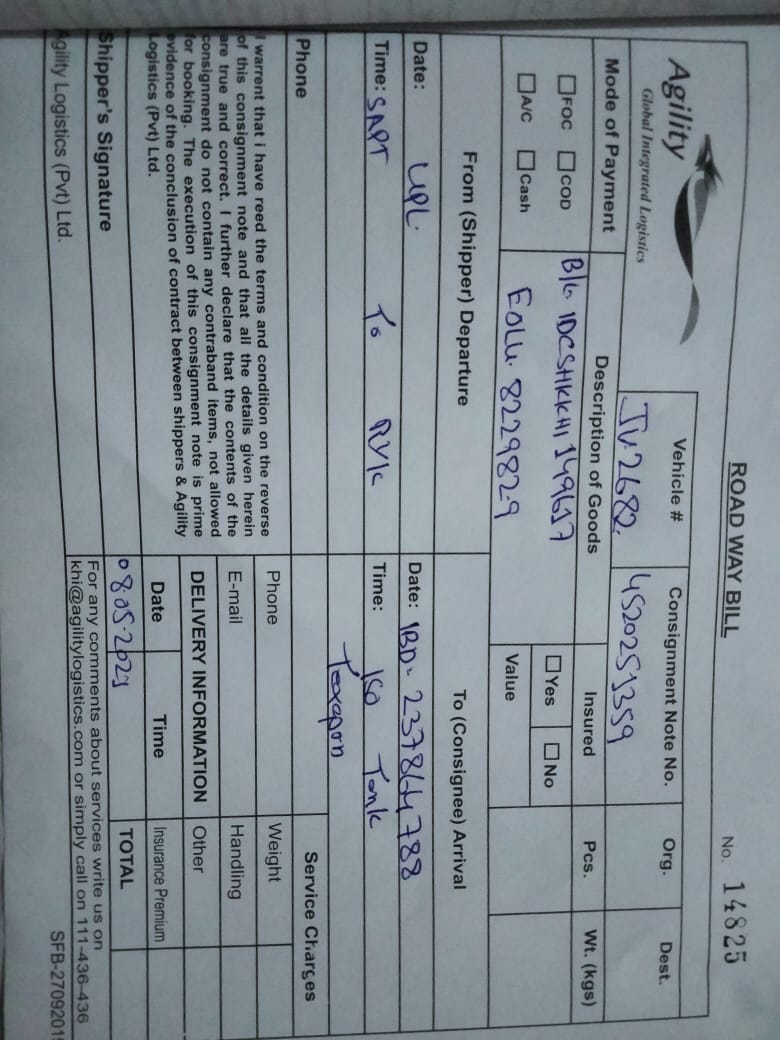 ROAD WAY BILL
No. 14825
Agility
Global Integrated Logistics
Vehicle #
Consignment Note No.
Org.
Dest.
JV.2682.
4520251359
Mode of Payment
Description of Goods
Insured
Pcs.
Wt. (kgs)
FOC COD
B/L IDCSHKKHI 149617
Yes No
A/C Cash
EOLU. 822982-9
Value
From (Shipper) Departure
To (Consignee) Arrival
Date: UPL.
Date: IBD- 237864788
Time: SAPT To RYK
Time: ISO Tank
Texapon
Phone
Service Charges
Phone
Weight
I warrent that i have reed the terms and condition on the reverse
of this consignment note and that all the details given herein
are true and correct. I further declare that the contents of the
consignment do not contain any contraband items, not allowed
for booking. The execution of this consignment note is prime
evidence of the conclusion of contract between shippers & Agility
Logistics (Pvt) Ltd.
E-mail
Handling
DELIVERY INFORMATION
Other
Date
Time
Insurance Premium
08.05.2021
TOTAL
Shipper's Signature
For any comments about services write us on
khi@agilitylogistics.com or simply call on 111-436-436
Agility Logistics (Pvt) Ltd.
SFB-2709201